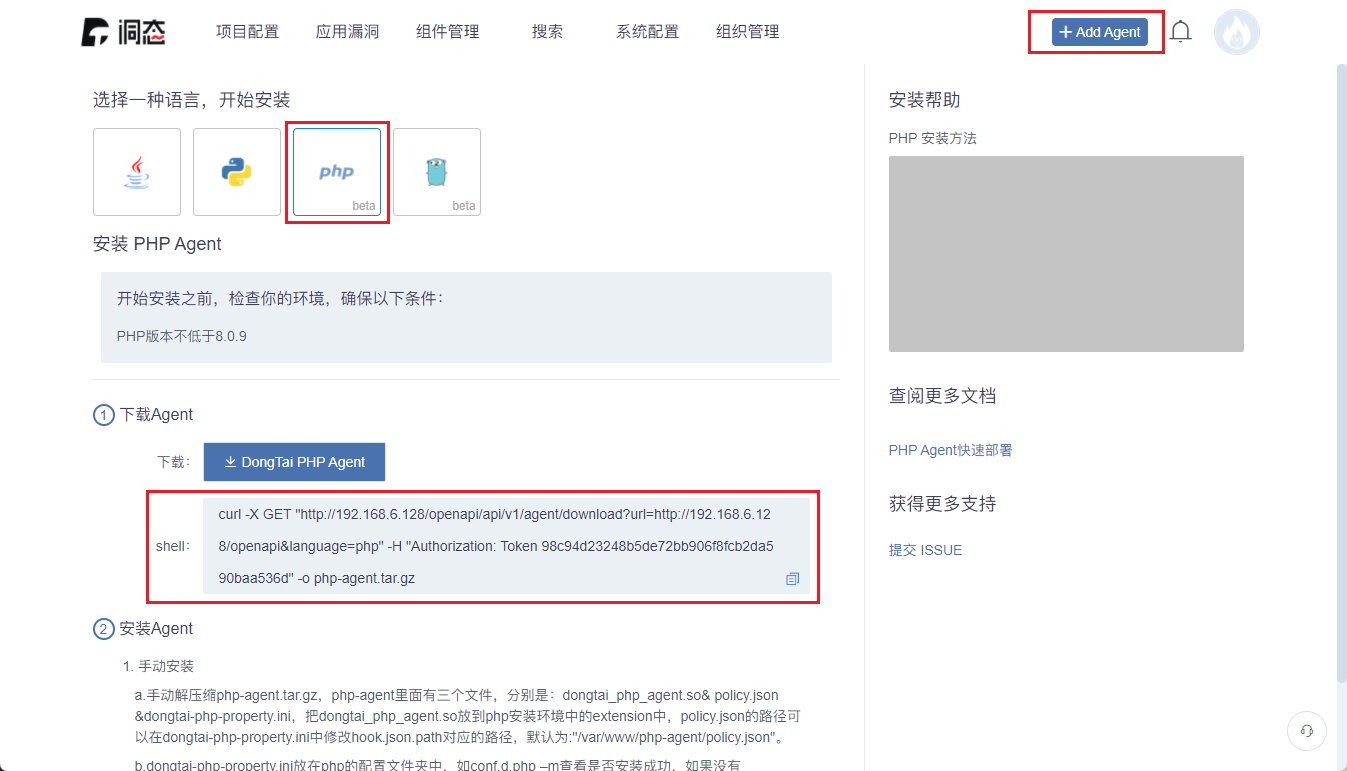 洞态
项目配置
应用漏洞
组件管理
搜索
系统配置
组织管理
+ Add Agent
选择一种语言，开始安装
php
beta
beta
安装 PHP Agent
开始安装之前，检查你的环境，确保以下条件：
PHP版本不低于8.0.9
1 下载Agent
下载：
DongTai PHP Agent
shell：
curl -X GET "http://192.168.6.128/openapi/api/v1/agent/download?url=http://192.168.6.12
8/openapi&language=php" -H "Authorization: Token 98c94d23248b5de72bb906f8fcb2da5
90baa536d" -o php-agent.tar.gz
2 安装Agent
1. 手动安装
a.手动解压缩php-agent.tar.gz，php-agent里面有三个文件，分别是：dongtai_php_agent.so& policy.json
&dongtai-php-property.ini，把dongtai_php_agent.so放到php安装环境中的extension中，policy.json的路径可
以在dongtai-php-property.ini中修改hook.json.path对应的路径，默认为:"/var/www/php-agent/policy.json"。
b.dongtai-php-property.ini放在php的配置文件夹中，如conf.d,php –m查看是否安装成功，如果没有
安装帮助
PHP 安装方法
查阅更多文档
PHP Agent快速部署
获得更多支持
提交 ISSUE